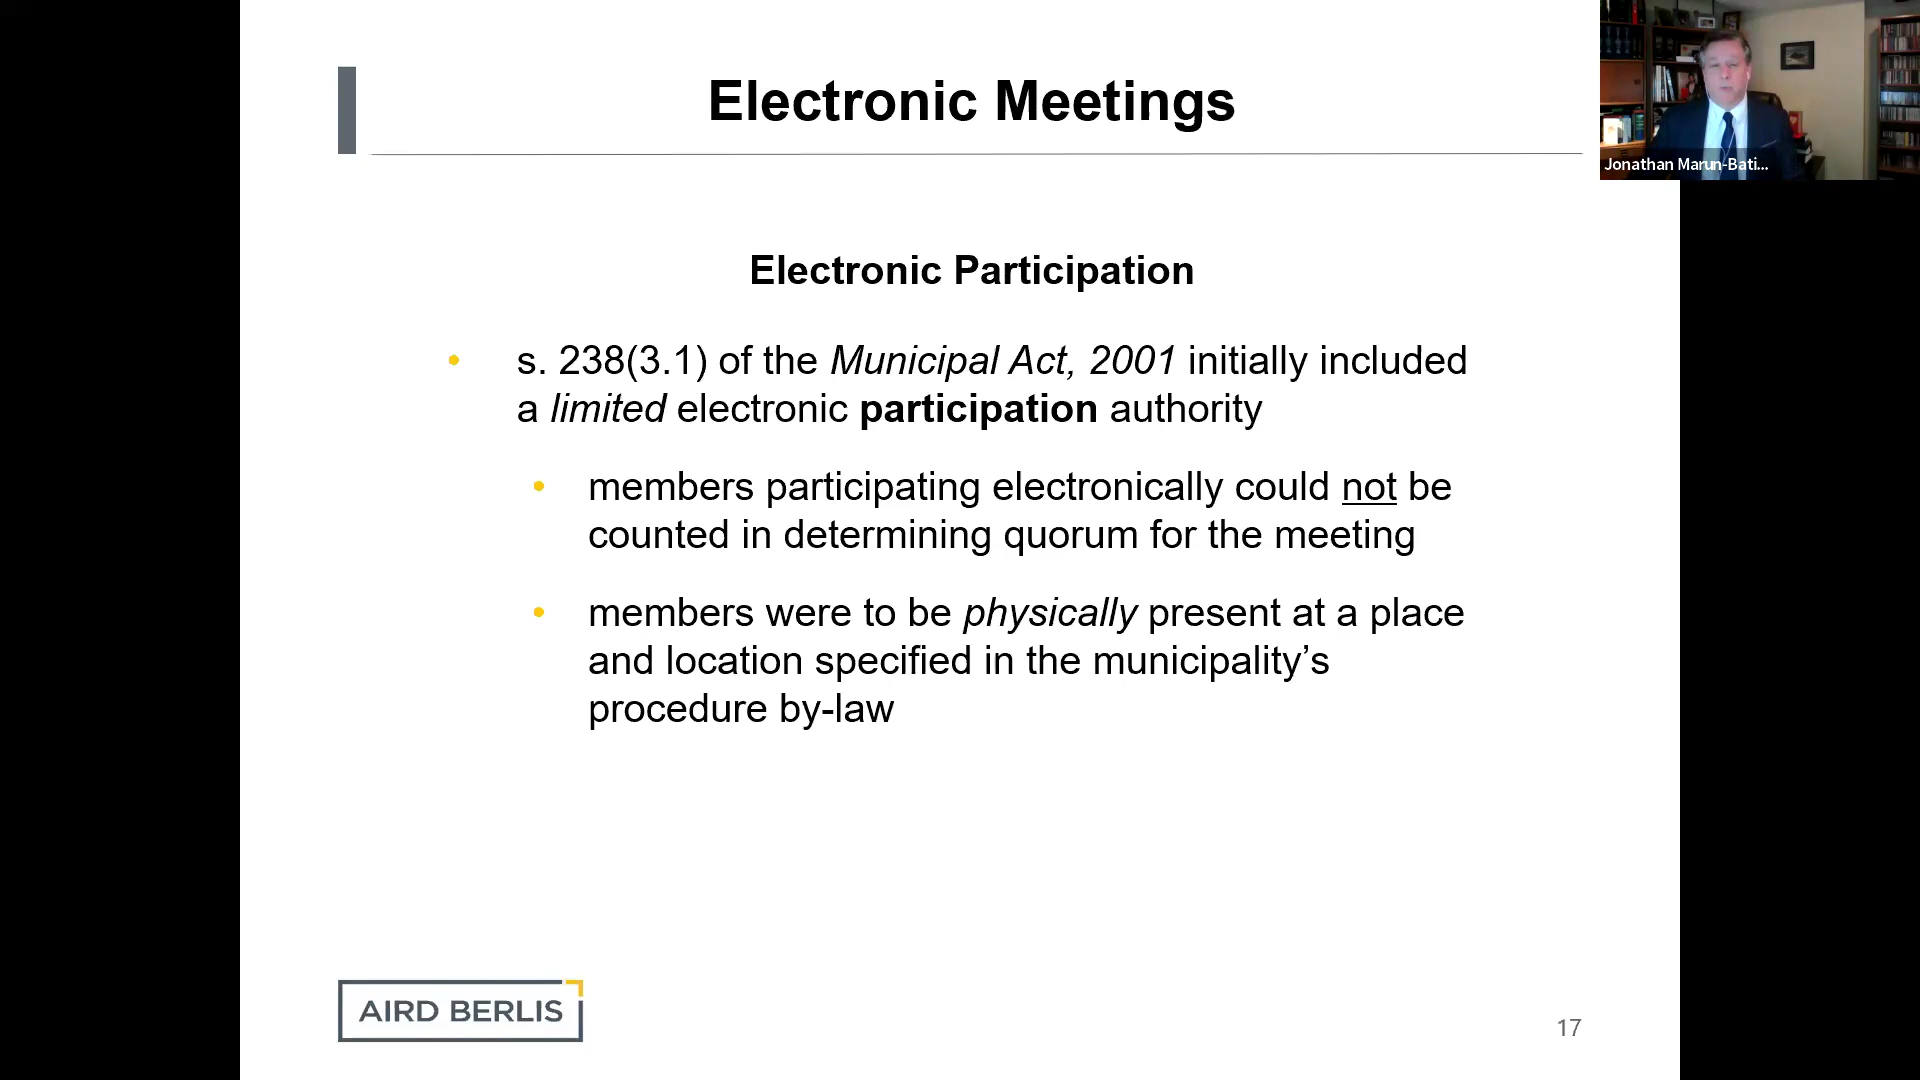 Electronic Meetings
Jonathan Marun-Bati...
Electronic Participation
• s. 238(3.1) of the Municipal Act, 2001 initially included
a limited electronic participation authority
• members participating electronically could not be
counted in determining quorum for the meeting
• members were to be physically present at a place
and location specified in the municipality’s
procedure by-law
AIRD BERLIS
17